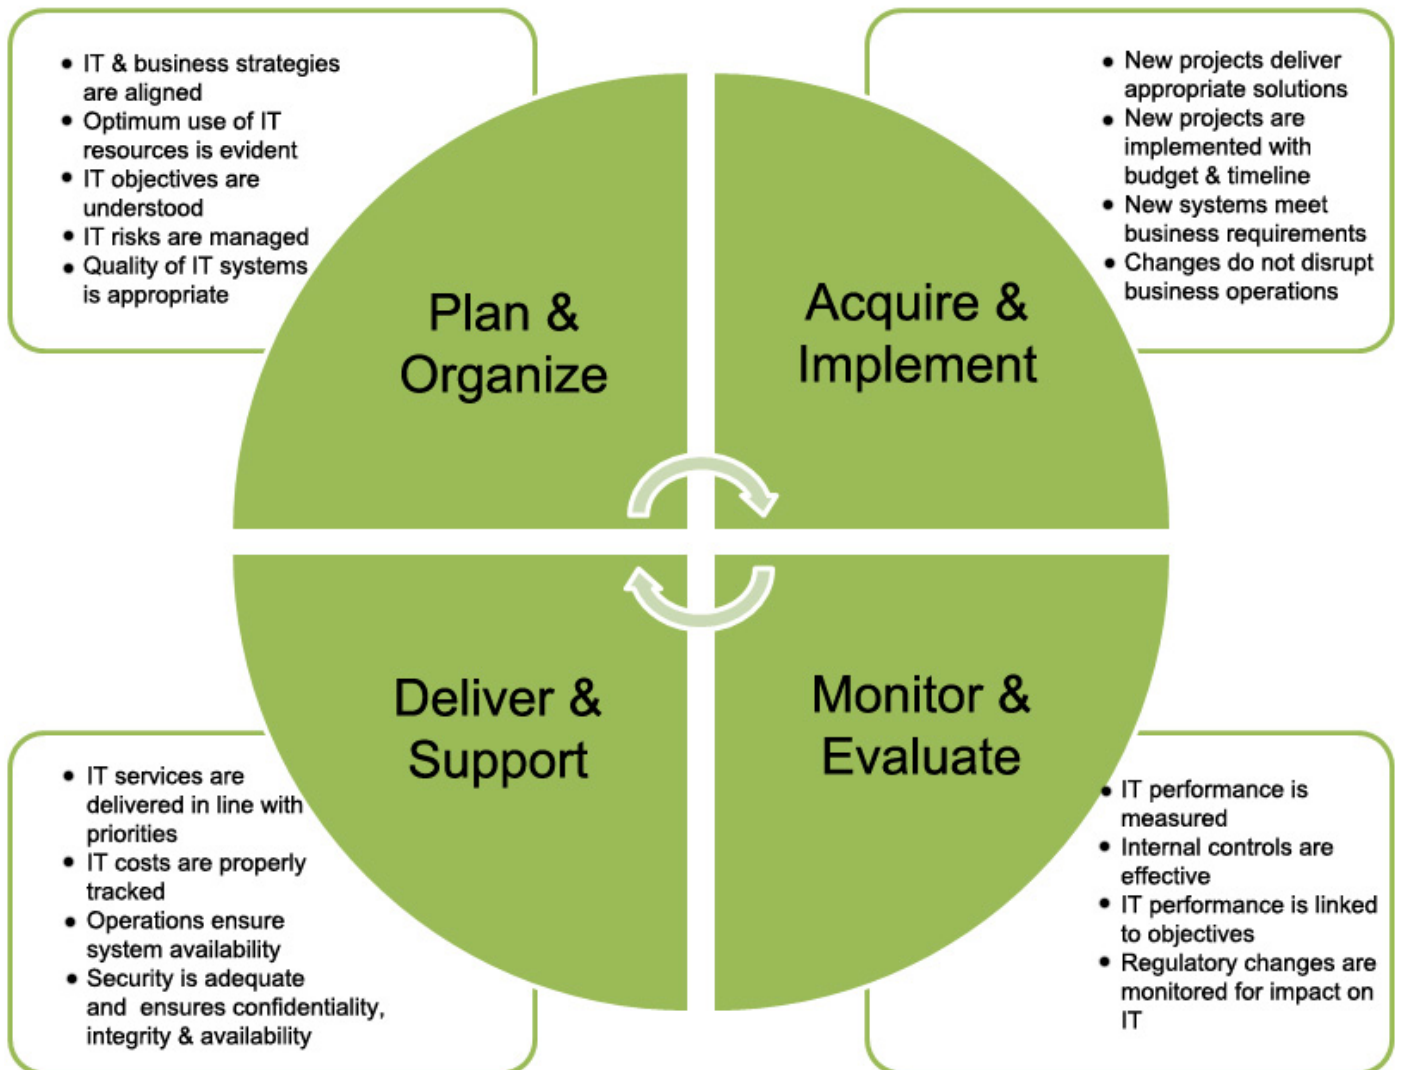 • IT & business strategies
are aligned
• Optimum use of IT
resources is evident
• IT objectives are
understood
• IT risks are managed
• Quality of IT systems
is appropriate
Plan &
Organize
• New projects deliver
appropriate solutions
• New projects are
implemented with
budget & timeline
• New systems meet
business requirements
• Changes do not disrupt
business operations
Acquire &
Implement
Deliver &
Support
• IT services are
delivered in line with
priorities
• IT costs are properly
tracked
• Operations ensure
system availability
• Security is adequate
and ensures confidentiality,
integrity & availability
Monitor &
Evaluate
• IT performance is
measured
• Internal controls are
effective
• IT performance is linked
to objectives
• Regulatory changes are
monitored for impact on
IT